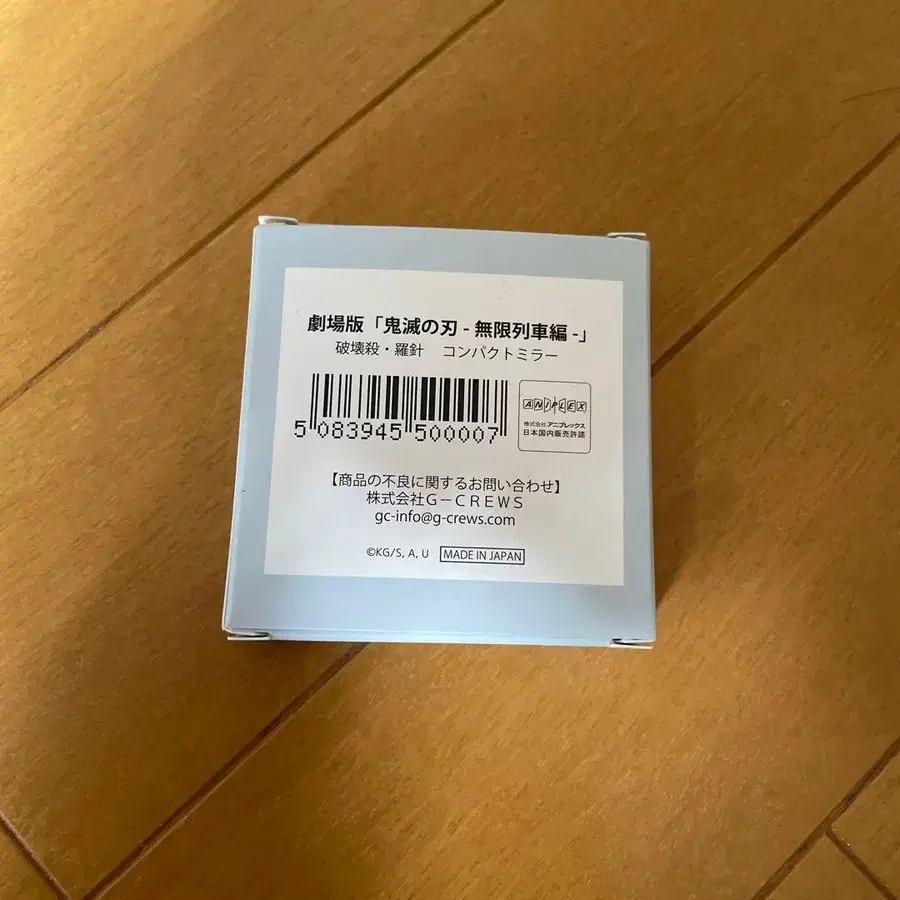 劇場版「鬼滅の刃 - 無限列車編 -」
破壊殺・羅針　コンパクトミラー
5 083945 500007
ANIPLEX
株式会社 アニプレックス
日本国内販売許諾
【商品の不良に関するお問い合わせ】
株式会社G－CREWS
gc-info@g-crews.com
©KG/S, A, U MADE IN JAPAN